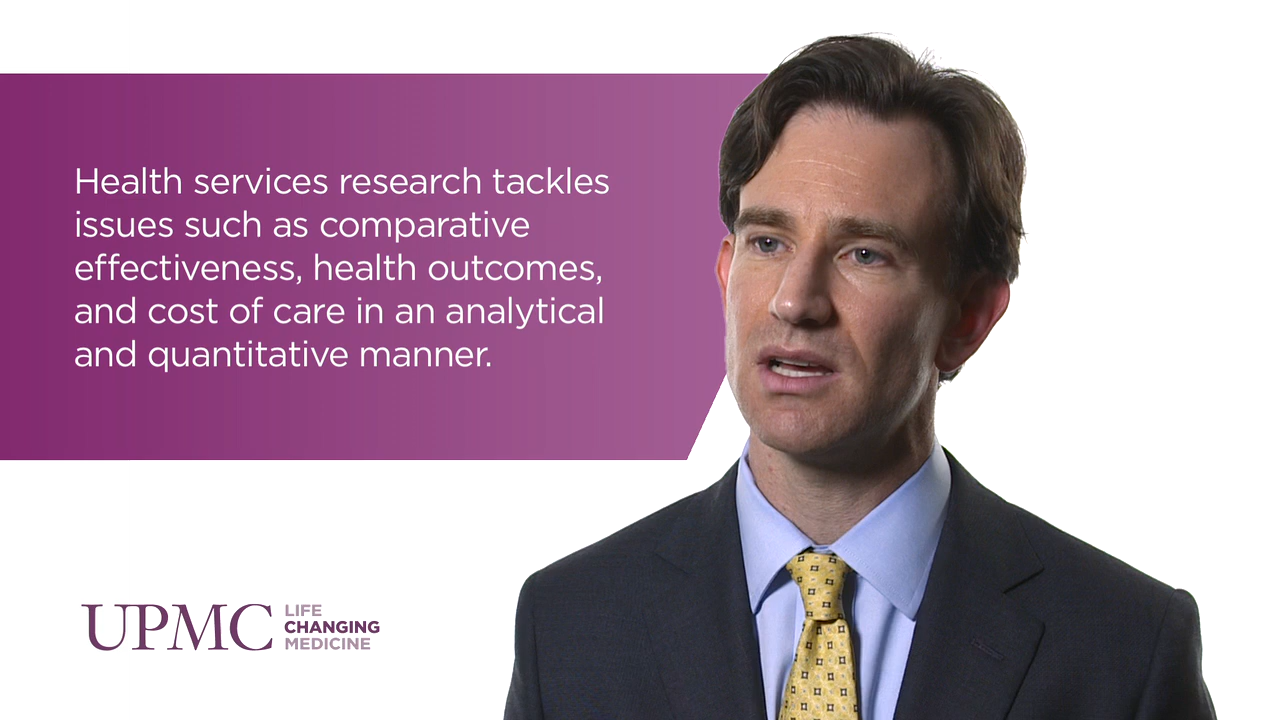 Health services research tackles
issues such as comparative
effectiveness, health outcomes,
and cost of care in an analytical
and quantitative manner.
UPMC
LIFE
CHANGING
MEDICINE